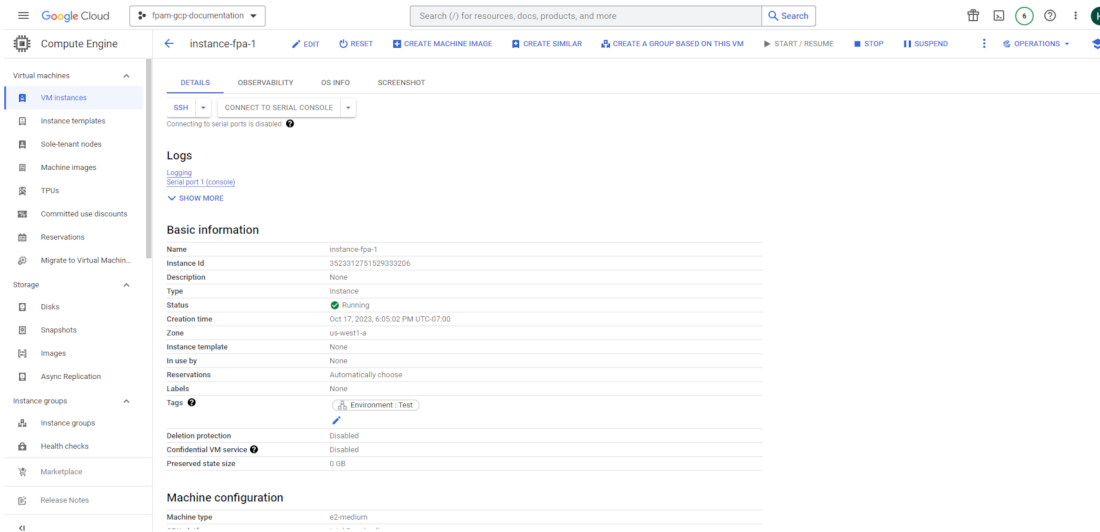 Google Cloud
fpam-gcp-documentation
Search (/) for resources, docs, products, and more
Search
6
Compute Engine
instance-fpa-1
EDIT
RESET
CREATE MACHINE IMAGE
CREATE SIMILAR
CREATE A GROUP BASED ON THIS VM
START / RESUME
STOP
SUSPEND
OPERATIONS
Virtual machines
VM instances
Instance templates
Sole-tenant nodes
Machine images
TPUs
Committed use discounts
Reservations
Migrate to Virtual Machin...
Storage
Disks
Snapshots
Images
Async Replication
Instance groups
Instance groups
Health checks
Marketplace
Release Notes
DETAILS
OBSERVABILITY
OS INFO
SCREENSHOT
SSH
CONNECT TO SERIAL CONSOLE
Connecting to serial ports is disabled
Logs
Logging
Serial port 1 (console)
SHOW MORE
Basic information
Name instance-fpa-1
Instance Id 3523312751529333206
Description None
Type Instance
Status Running
Creation time Oct 17, 2023, 6:05:02 PM UTC-07:00
Zone us-west1-a
Instance template None
In use by None
Reservations Automatically choose
Labels None
Tags Environment : Test
Deletion protection Disabled
Confidential VM service Disabled
Preserved state size 0 GB
Machine configuration
Machine type e2-medium